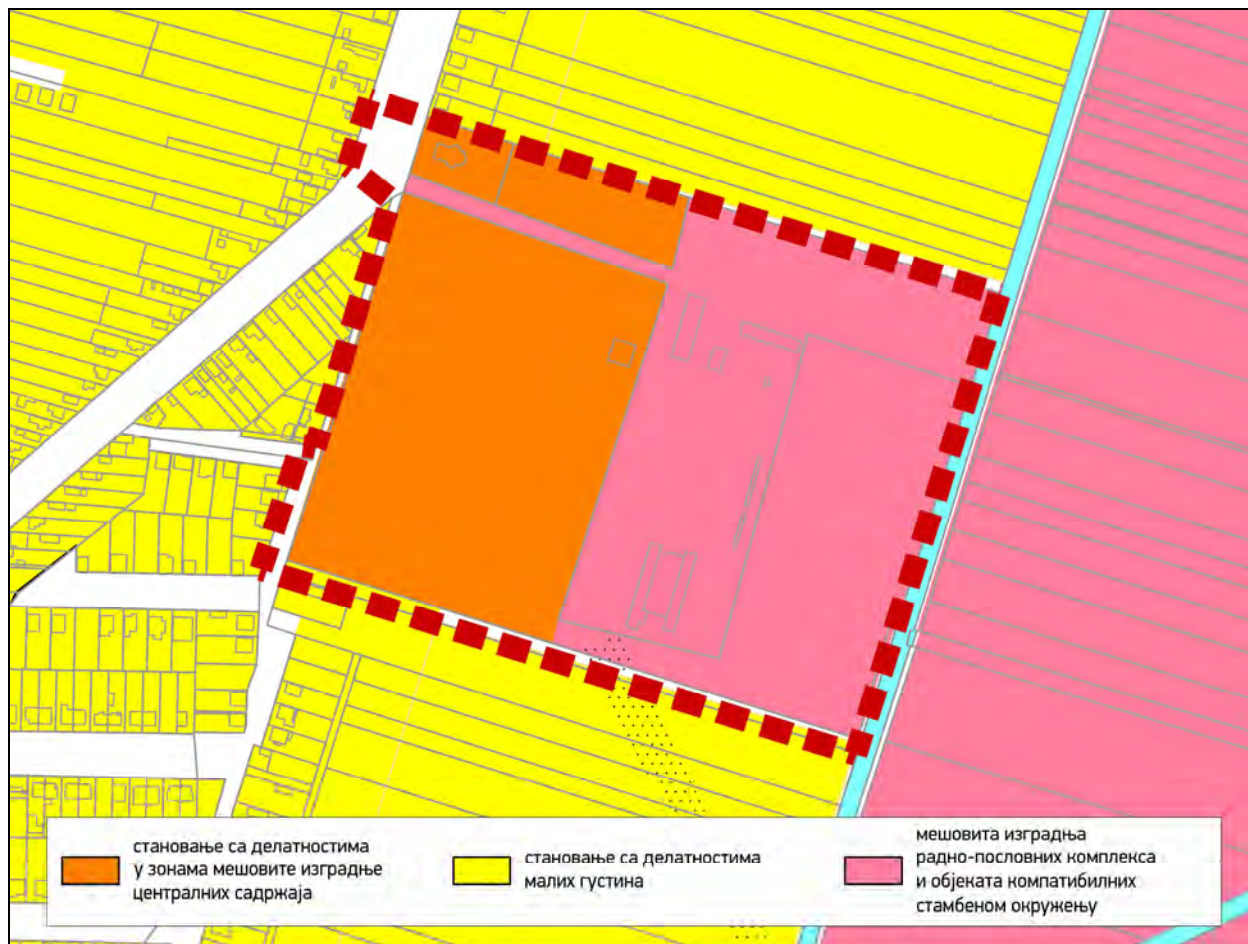 становање са делатностима
у зонама мешовите изградње
централних садржаја
становање са делатностима
малих густина
мешовита изградња
радно-пословних комплекса
и објеката компатибилних
стамбеном окружењу